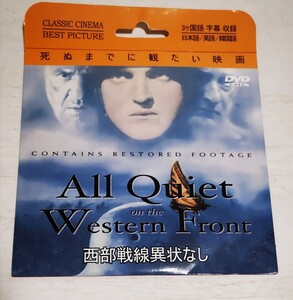 CLASSIC CINEMA
BEST PICTURE
3ヶ国語 字幕 収録
日本語/英語/韓国語
死ぬまでに観たい映画
DVD
CONTAINS RESTORED FOOTAGE
All Quiet
on the
Western Front
西部戦線異状なし